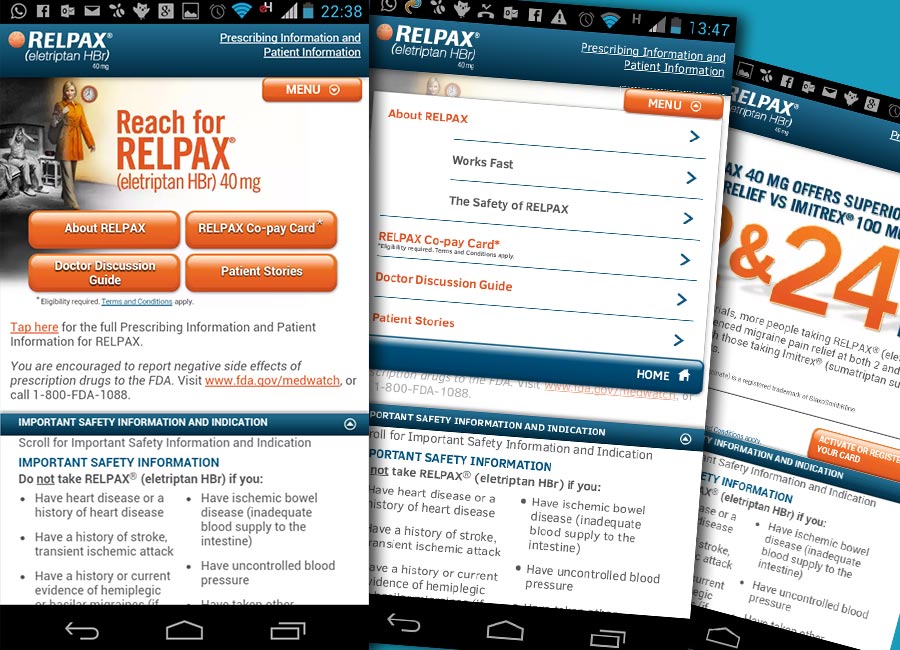 22:38
RELPAX®
(eletriptan HBr)
40 mg
Prescribing Information and
Patient Information
MENU
Reach for
RELPAX®
(eletriptan HBr) 40 mg
About RELPAX
RELPAX Co-pay Card*
Doctor Discussion
Guide
Patient Stories
*Eligibility required. Terms and Conditions apply.
Tap here for the full Prescribing Information and Patient
Information for RELPAX.
You are encouraged to report negative side effects of
prescription drugs to the FDA. Visit www.fda.gov/medwatch, or
call 1-800-FDA-1088.
IMPORTANT SAFETY INFORMATION AND INDICATION
Scroll for Important Safety Information and Indication
IMPORTANT SAFETY INFORMATION
Do not take RELPAX® (eletriptan HBr) if you:
• Have heart disease or a
history of heart disease
• Have a history of stroke,
transient ischemic attack
• Have a history or current
evidence of hemiplegic
or basilar migraines (if
• Have ischemic bowel
disease (inadequate
blood supply to the
intestine)
• Have uncontrolled blood
pressure
• Have taken other
13:47
RELPAX®
(eletriptan HBr)
40 mg
Prescribing Information and
Patient Information
MENU
About RELPAX
Works Fast
The Safety of RELPAX
RELPAX Co-pay Card*
*Eligibility required. Terms and Conditions apply.
Doctor Discussion Guide
Patient Stories
HOME
scription drugs to the FDA. Visit www.fda.gov/medwatch, or
1-800-FDA-1088.
PORTANT SAFETY INFORMATION AND INDICATION
roll for Important Safety Information and Indication
PORTANT SAFETY INFORMATION
not take RELPAX® (eletriptan HBr) if you:
Have heart disease or a
history of heart disease
ave a history of stroke,
ransient ischemic attack
ave a history or current
vidence of hemiplegic
• Have ischemic bowel
disease (inadequate
blood supply to the
intestine)
• Have uncontrolled blood
pressure
Have taken other
RELPAX®
(eletriptan HBr)
40 mg
AX 40 MG OFFERS SUPERIO
RELIEF VS IMITREX® 100 M
&24
rials, more people taking RELPAX® (ele
enced migraine pain relief at both 2 and
h those taking Imitrex® (sumatriptan su
is a registered trademark of GlaxoSmithKline.
Conditions apply.
ACTIVATE OR REGISTE
YOUR CARD
INFORMATION AND INDICATION
Important Safety Information and Indication
INFORMATION
(eletriptan HBr) if you:
se or a
disease
stroke,
attack
urrent
plegic
• Have ischemic bowel
disease (inadequate
blood supply to the
intestine)
• Have uncontrolled blood
pressure
Have taken other